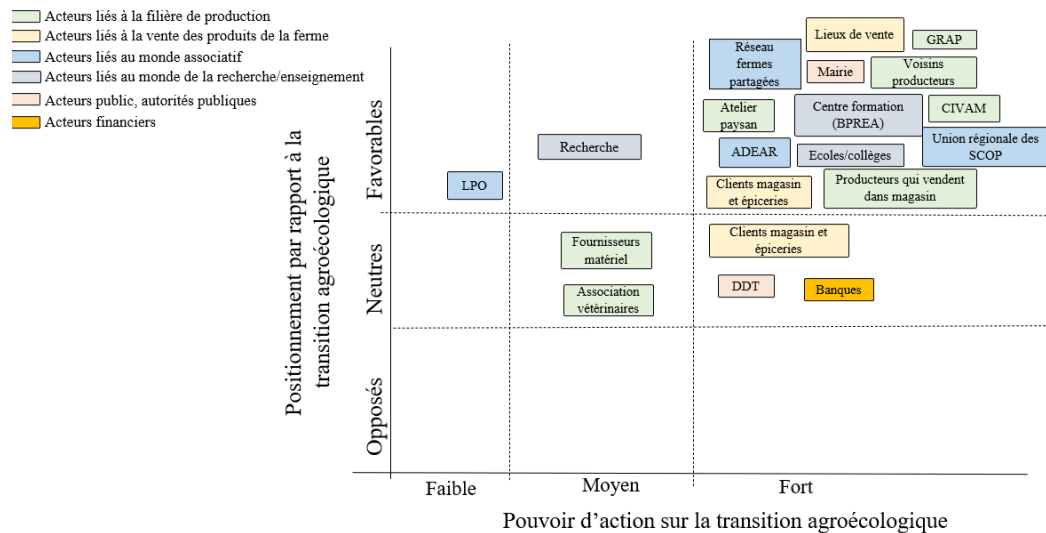 Acteurs liés à la filière de production
Acteurs liés à la vente des produits de la ferme
Acteurs liés au monde associatif
Acteurs liés au monde de la recherche/enseignement
Acteurs public, autorités publiques
Acteurs financiers
Positionnement par rapport à la
transition agroécologique
Favorables
Neutres
Opposés
Réseau
fermes
partagées
Lieux de vente
GRAP
Mairie
Voisins
producteurs
Atelier
paysan
Centre formation
(BPREA)
CIVAM
Recherche
ADEAR
Ecoles/collèges
Union régionale des
SCOP
LPO
Clients magasin
et épiceries
Producteurs qui vendent
dans magasin
Fournisseurs
matériel
Clients magasin et
épiceries
Association
vétérinaires
DDT
Banques
Faible
Moyen
Fort
Pouvoir d’action sur la transition agroécologique